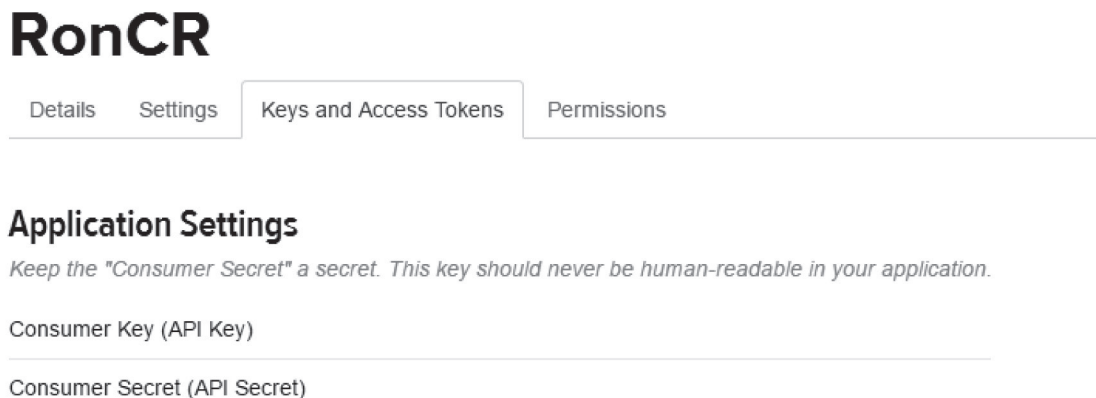 RonCR
Details Settings Keys and Access Tokens Permissions
Application Settings
Keep the "Consumer Secret" a secret. This key should never be human-readable in your application.
Consumer Key (API Key)
Consumer Secret (API Secret)